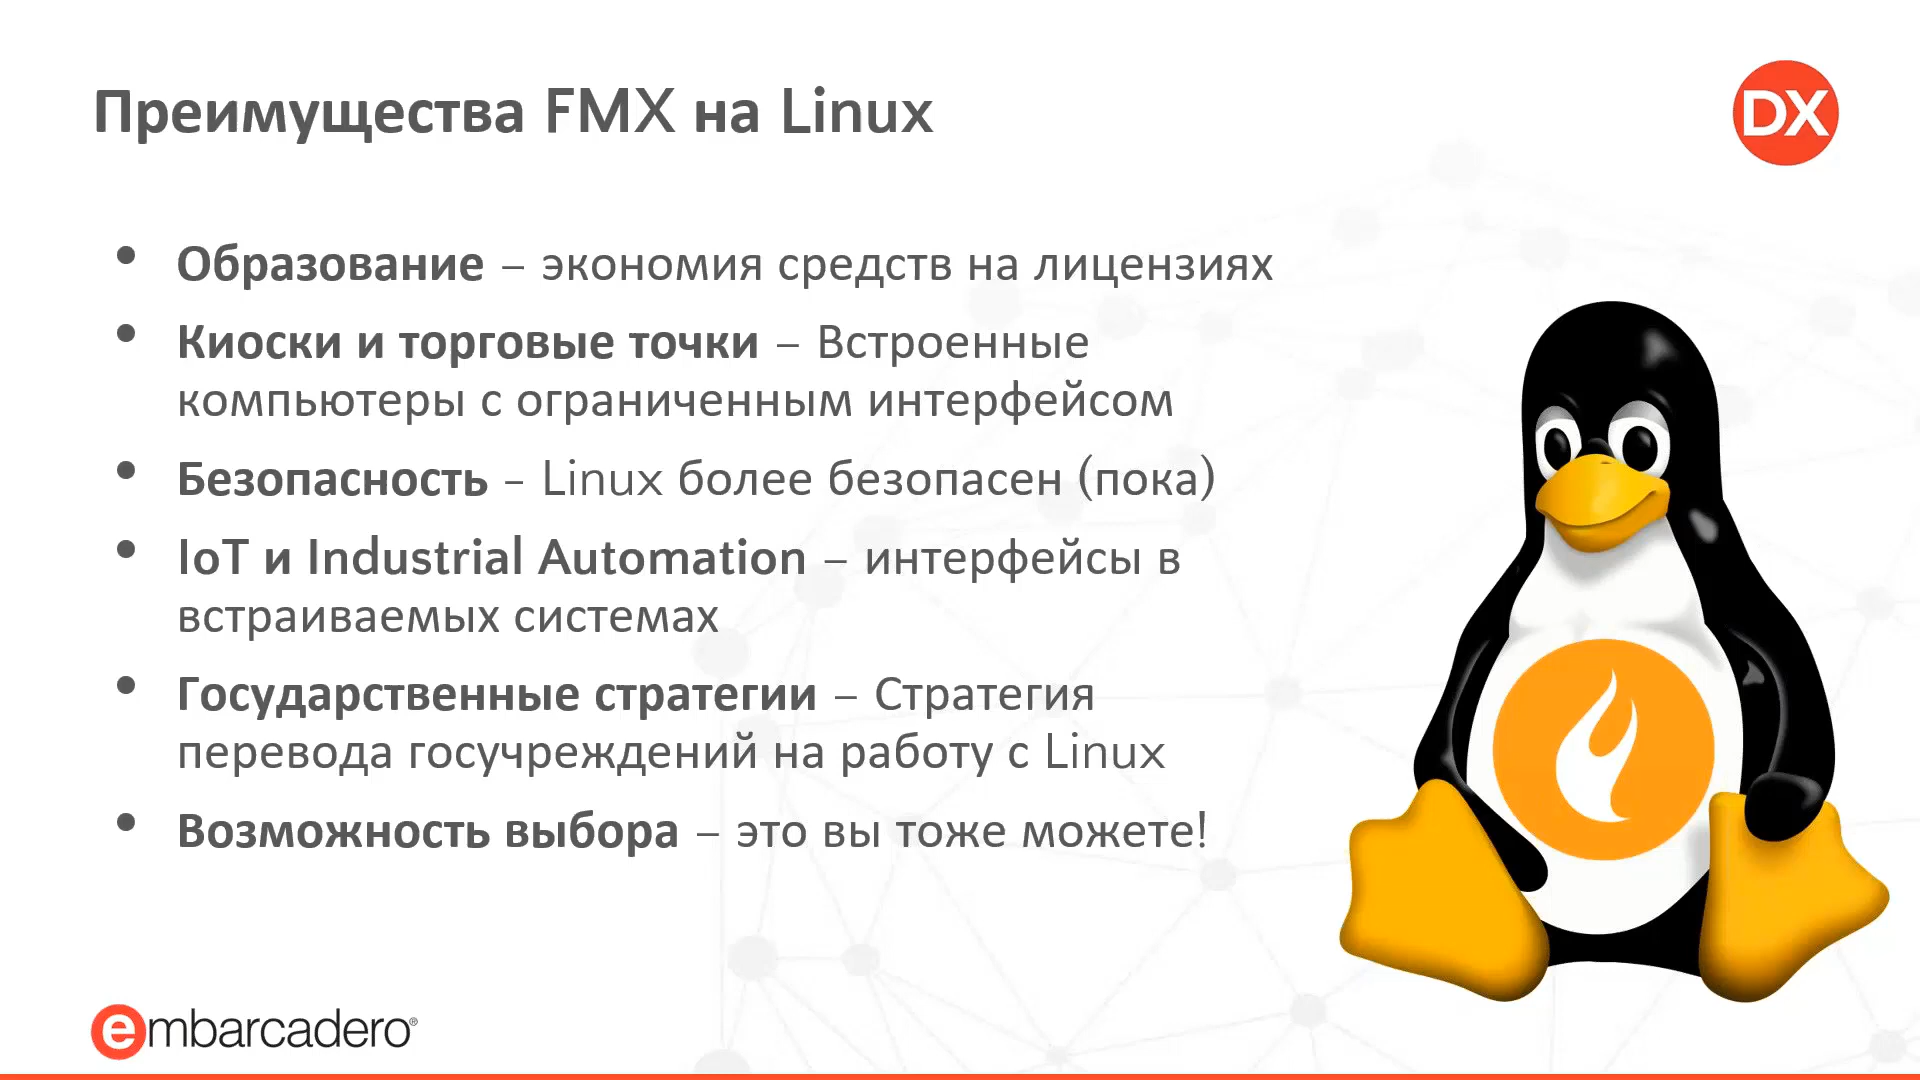 Преимущества FMX на Linux
DX
• Образование – экономия средств на лицензиях
• Киоски и торговые точки – Встроенные
компьютеры с ограниченным интерфейсом
• Безопасность – Linux более безопасен (пока)
• IoT и Industrial Automation – интерфейсы в
встраиваемых системах
• Государственные стратегии – Стратегия
перевода госучреждений на работу с Linux
• Возможность выбора – это вы тоже можете!
embarcadero®